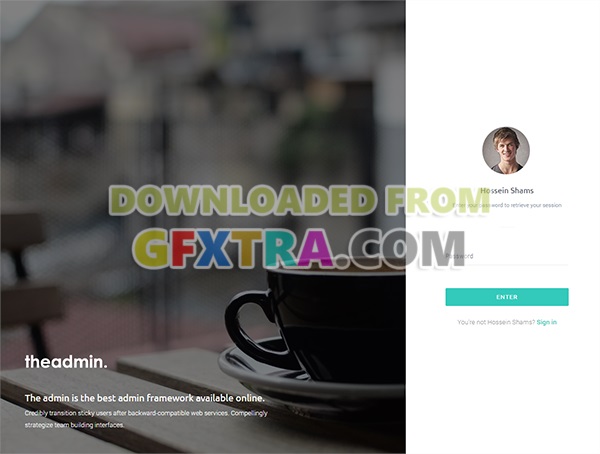 DOWNLOADED FROM
GFXTRA.COM
theadmin.
The admin is the best admin framework available online.
Credibly transition sticky users after backward-compatible web services. Compellingly
strategize team building interfaces.
Hossein Shams
Enter your password to retrieve your session
Password
ENTER
You're not Hossein Shams? Sign in